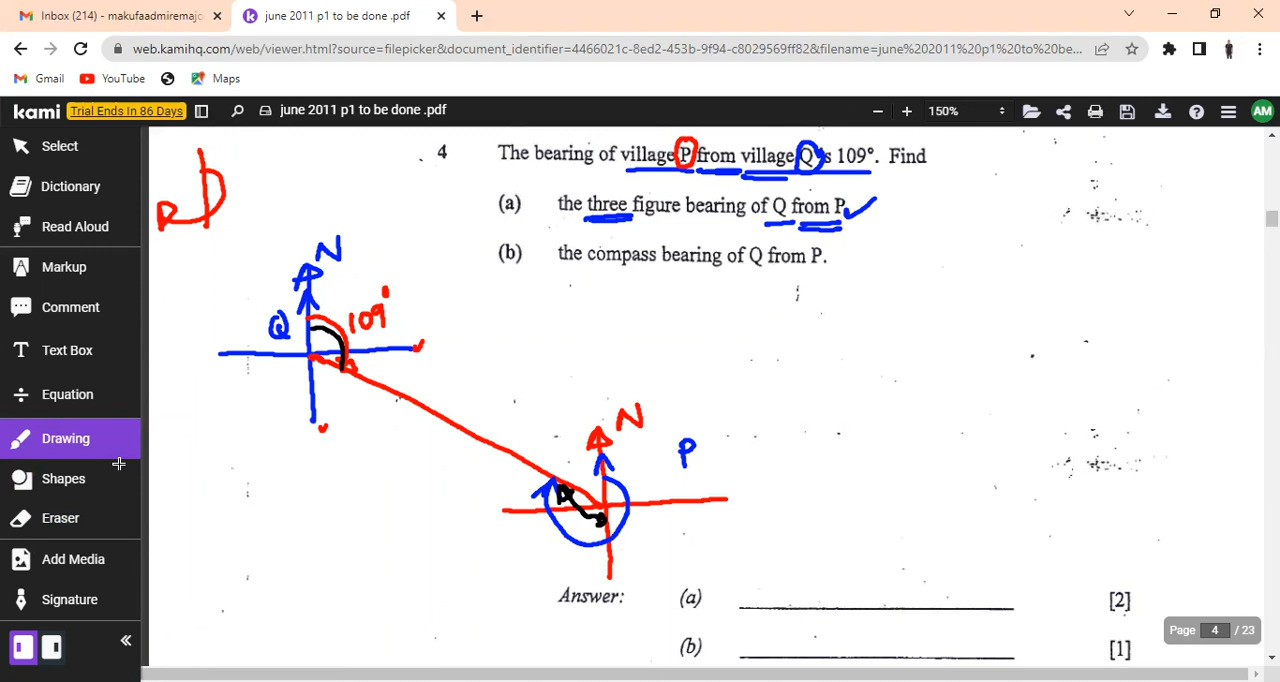 Inbox (214) - makufaadmiremajo
june 2011 p1 to be done .pdf
web.kamihq.com/web/viewer.html?source=filepicker&document_identifier=4466021c-8ed2-453b-9f94-c8029569ff82&filename=june%202011%20p1%20to%20be...
Gmail YouTube Maps
kami Trial Ends In 86 Days june 2011 p1 to be done .pdf 150% AM
Select
Dictionary
Read Aloud
Markup
Comment
Text Box
Equation
Drawing
Shapes
Eraser
Add Media
Signature
4 The bearing of village P from village Q is 109°. Find
(a) the three figure bearing of Q from P
(b) the compass bearing of Q from P.
N
Q 109°
N
P
Answer: (a) [2]
(b) [1]
Page 4 / 23